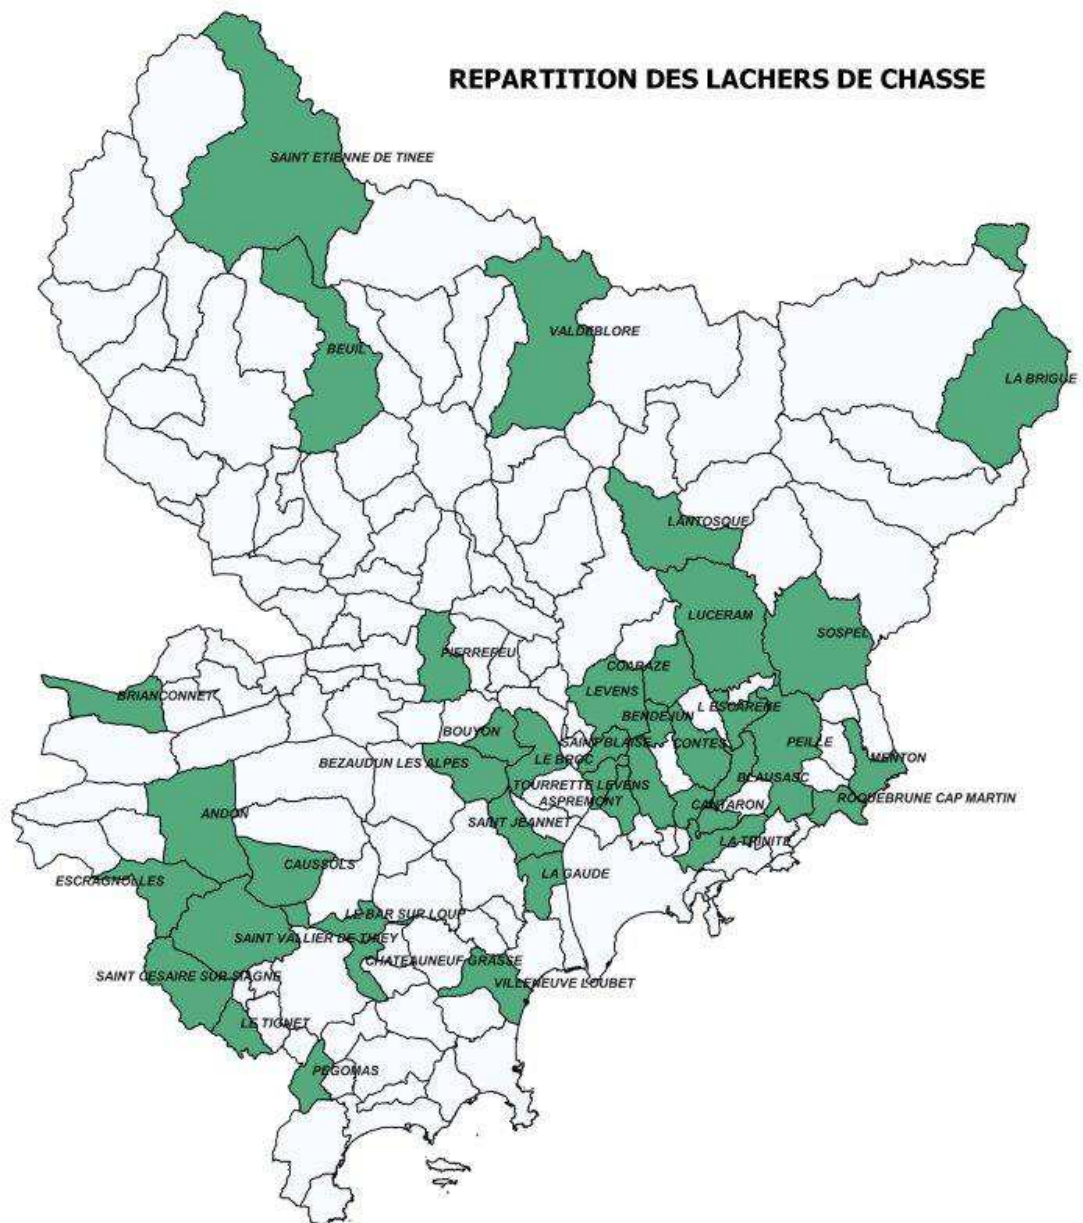 REPARTITION DES LACHERS DE CHASSE
SAINT ETIENNE DE TINEE
VALDEBLORE
BEUIL
LA BRIGUE
LANTOSQUE
LUCERAM
SOSPEL
PIERREFEU
COARAZE
LEVENS
BRIANCONNET
L ESCARENE
BENDEJUN
BOUYON
SAINT BLAISE
CONTES
PEILLE
LE BROC
MENTON
BEZAUDUN LES ALPES
BLAUSASC
TOURRETTE LEVENS
ROQUEBRUNE CAP MARTIN
ASPREMONT
CANTARON
ANDON
SAINT JEANNET
LA TRINITE
CAUSSOLS
LA GAUDE
ESCRAGNOLLES
LE BAR SUR LOUP
SAINT VALLIER DE THIEY
CHATEAUNEUF GRASSE
SAINT CESAIRE SUR SIAGNE
VILLENEUVE LOUBET
LE TIGNET
PEGOMAS